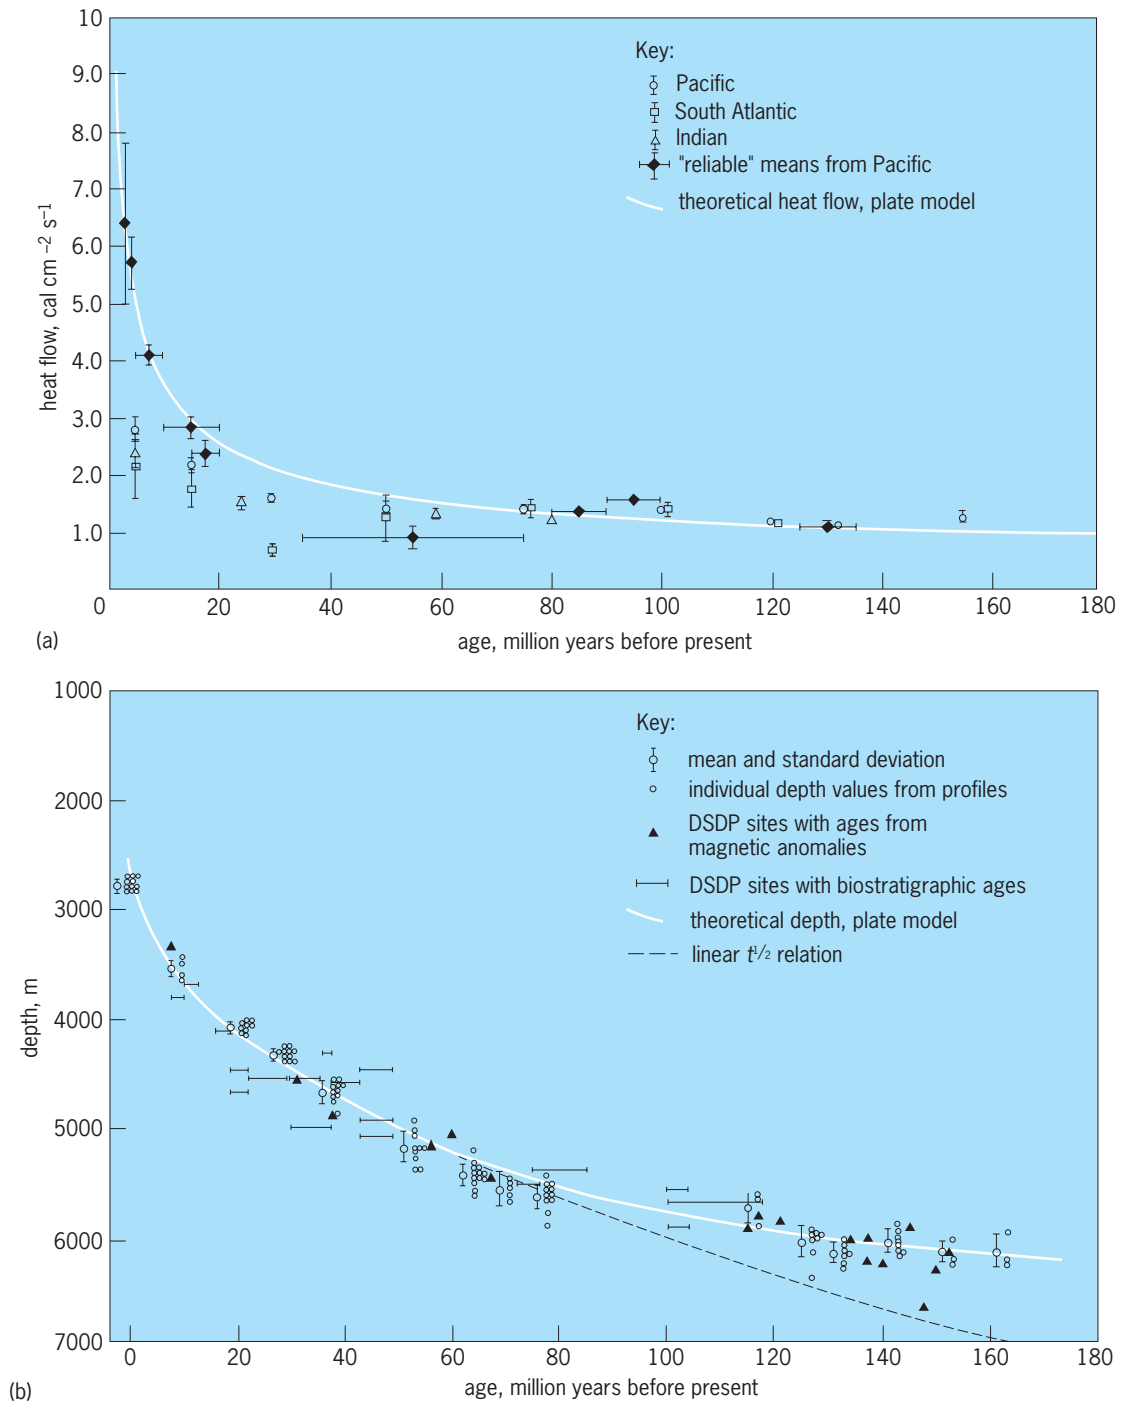 10
9.0
8.0
7.0
6.0
5.0
4.0
3.0
2.0
1.0
heat flow, cal cm⁻² s⁻¹
Key:
Pacific
South Atlantic
Indian
"reliable" means from Pacific
theoretical heat flow, plate model
0 20 40 60 80 100 120 140 160 180
age, million years before present
(a)
1000
2000
3000
4000
5000
6000
7000
depth, m
Key:
mean and standard deviation
individual depth values from profiles
DSDP sites with ages from
magnetic anomalies
DSDP sites with biostratigraphic ages
theoretical depth, plate model
linear t^1/2 relation
0 20 40 60 80 100 120 140 160 180
age, million years before present
(b)